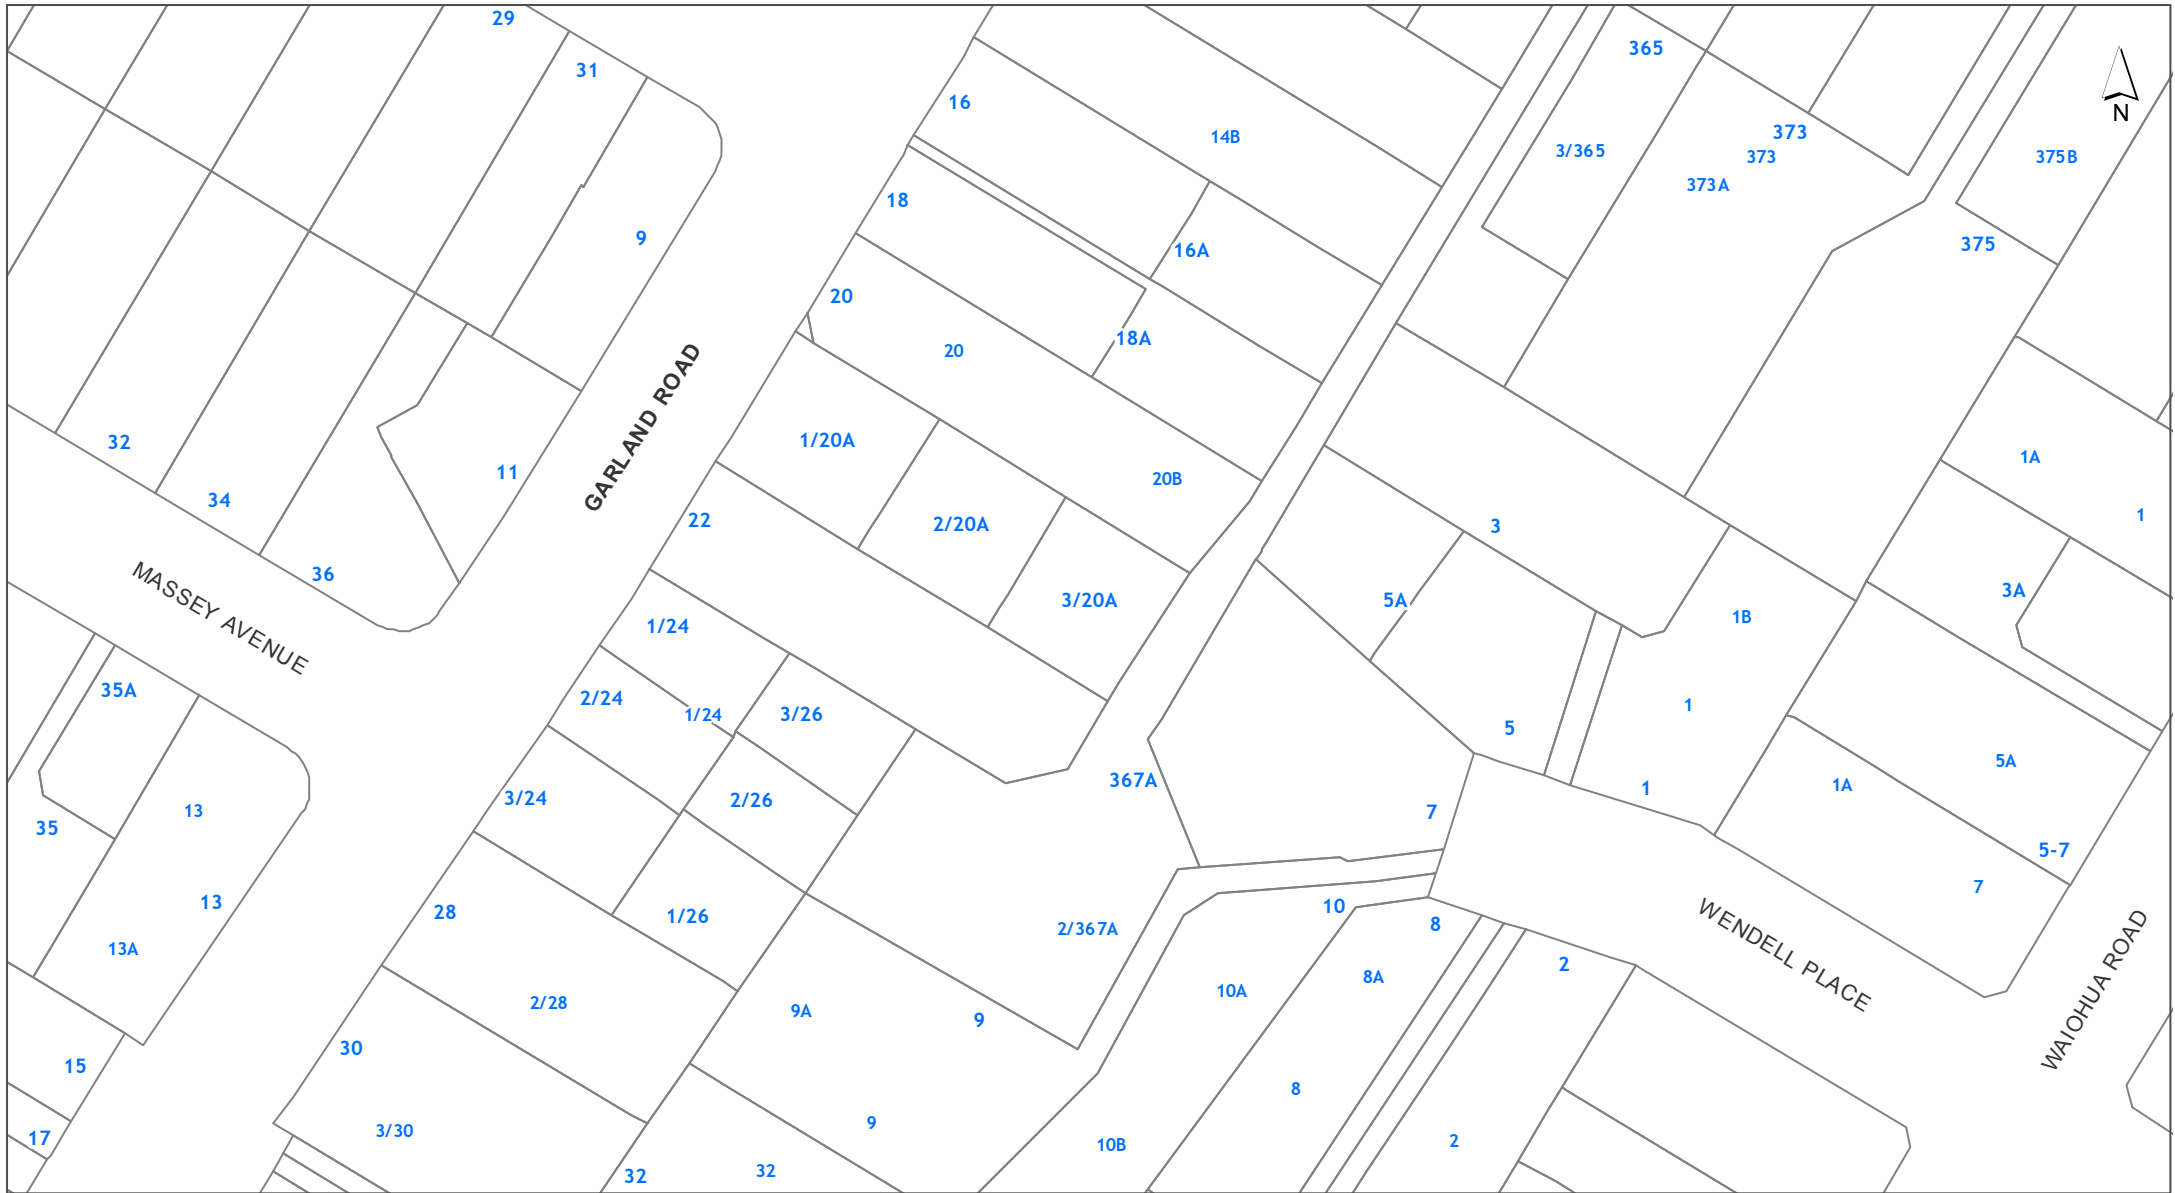 29
365
31
16
N
373
14B
3/365
373
375B
373A
18
9
375
16A
20
18A
20
GARLAND ROAD
1/20A
32
1A
11
20B
34
1
22
2/20A
3
36
3A
5A
3/20A
1B
MASSEY AVENUE
1/24
35A
2/24
1
1/24
3/26
5
5A
367A
1A
1
3/24
2/26
13
7
35
5-7
7
13
10
28
1/26
WENDELL PLACE
8
2/367A
13A
2
8A
10A
2/28
9A
9
WAIOHUA ROAD
30
15
8
9
3/30
17
2
10B
32
32